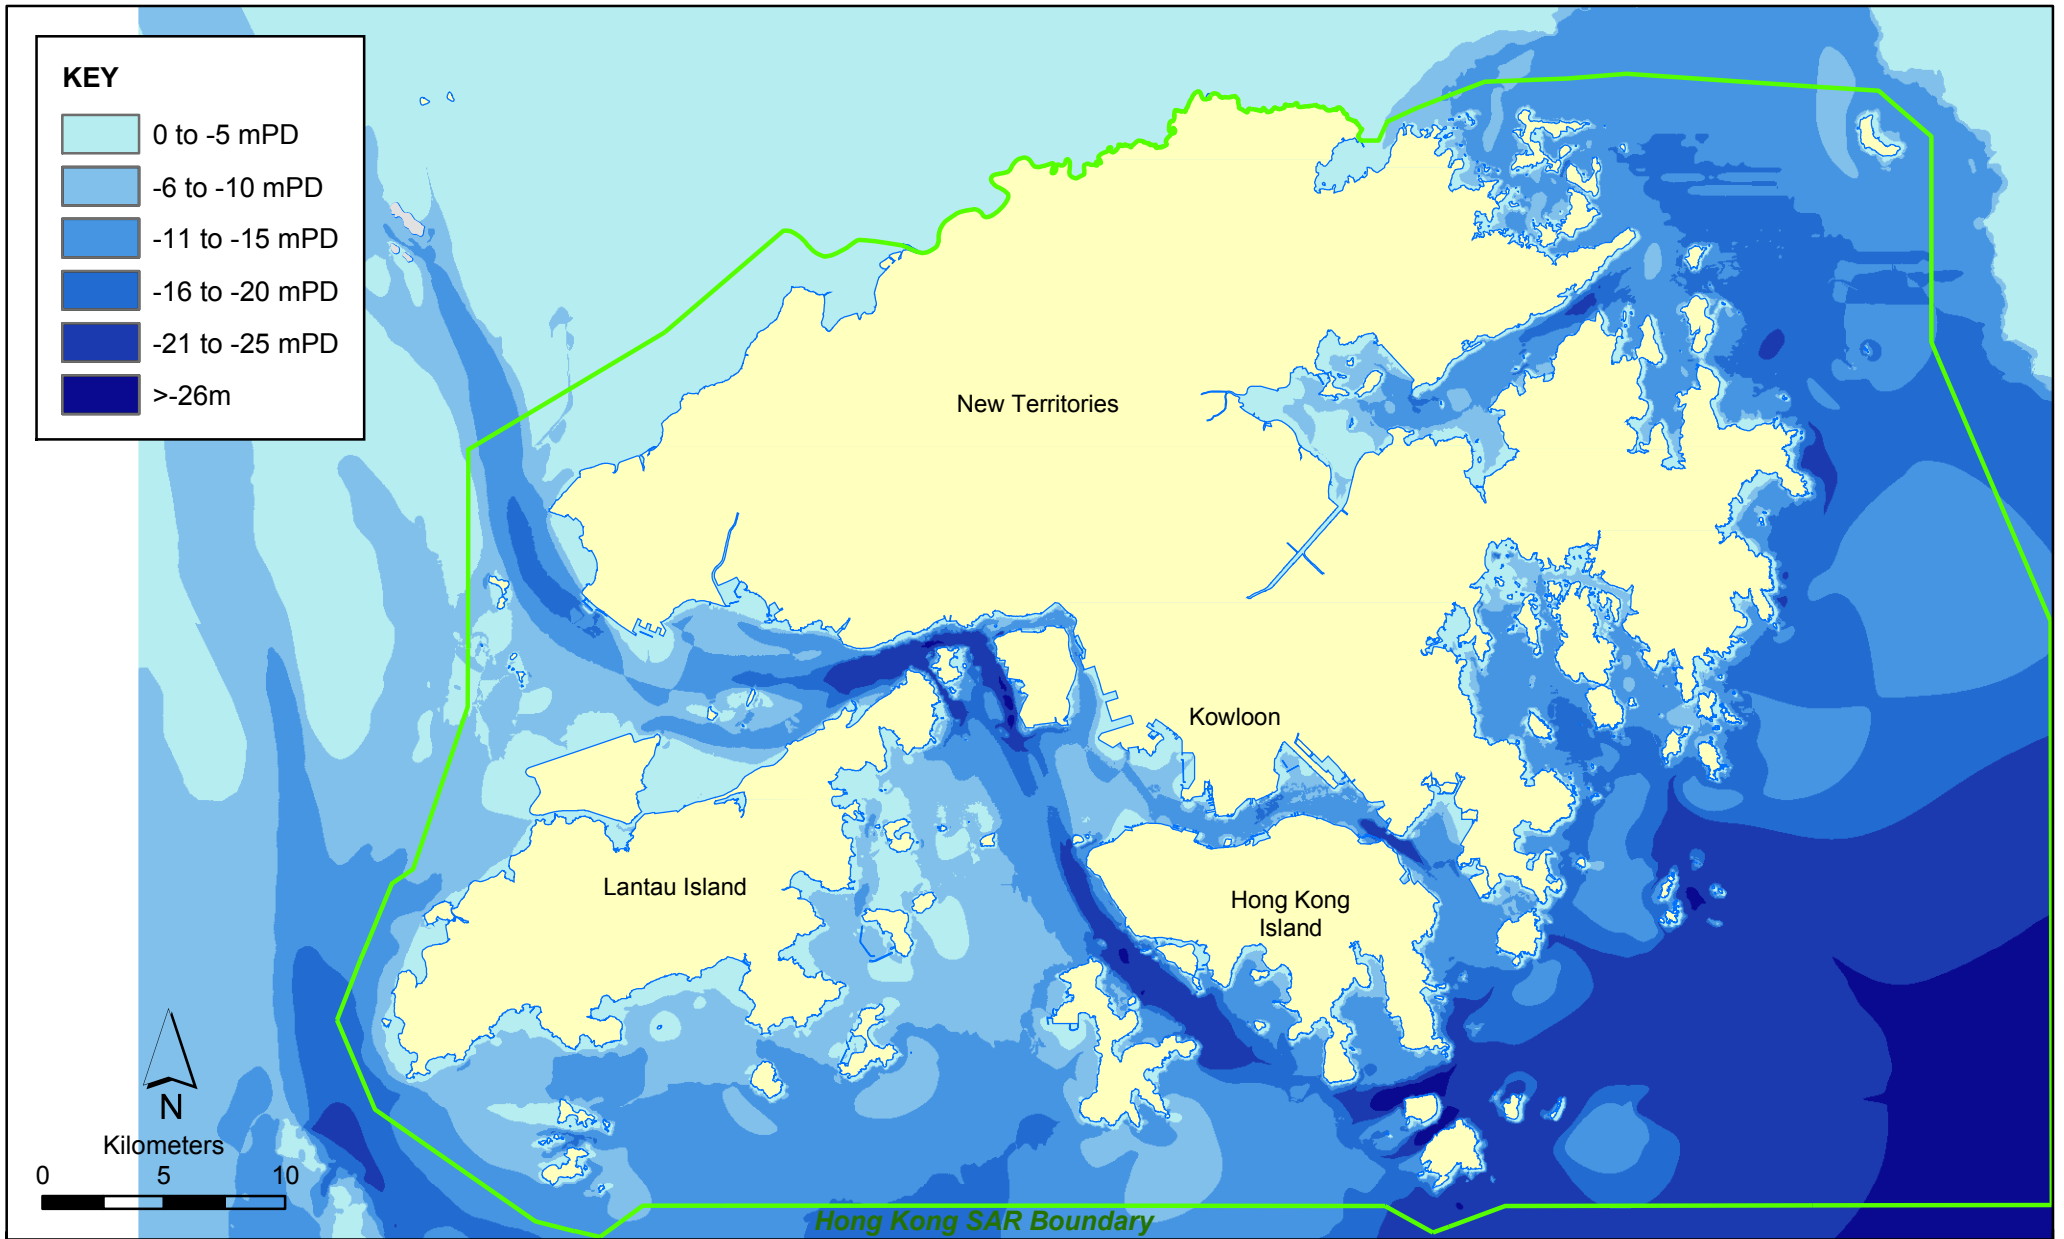 KEY
0 to -5 mPD
-6 to -10 mPD
-11 to -15 mPD
-16 to -20 mPD
-21 to -25 mPD
>-26m
New Territories
Kowloon
Lantau Island
Hong Kong
Island
N
Kilometers
0 5 10
Hong Kong SAR Boundary